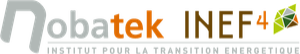 nobatek INEF4
INSTITUT POUR LA TRANSITION ENERGETIQUE